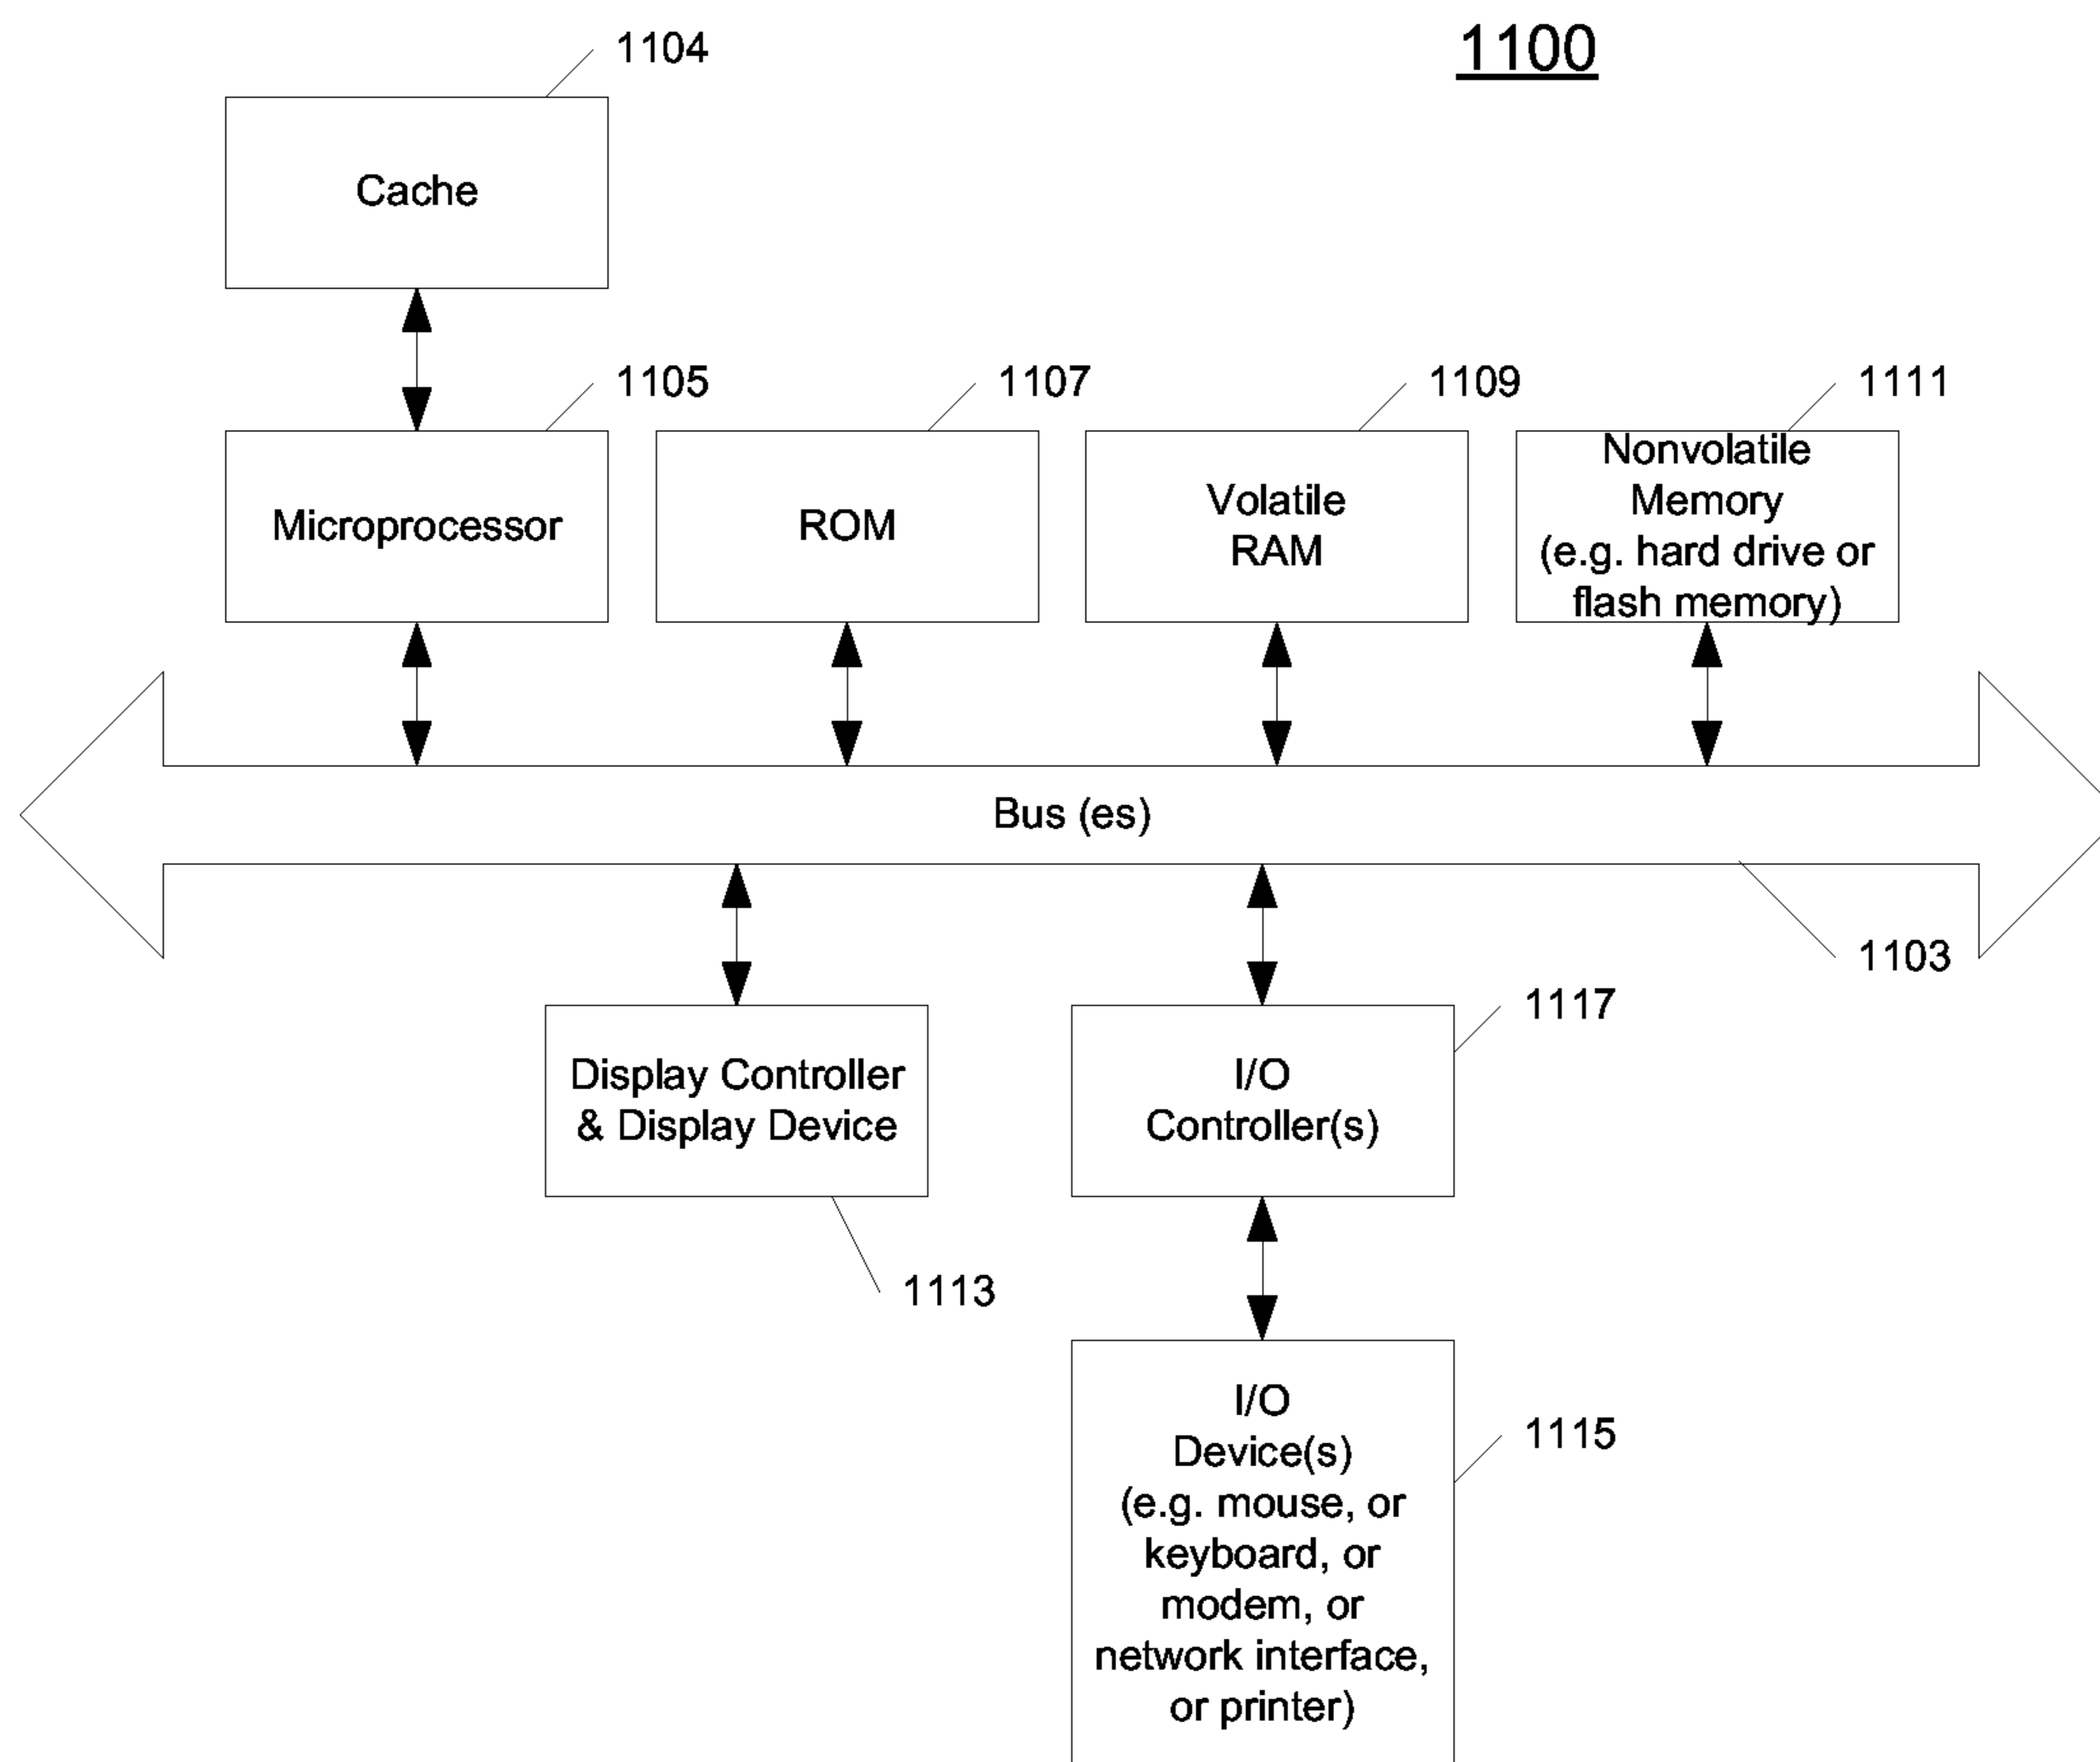 1100
1104
Cache
1105
1107
1109
1111
Microprocessor
ROM
Volatile
RAM
Nonvolatile
Memory
(e.g. hard drive or
flash memory)
Bus (es)
1103
Display Controller
& Display Device
1113
I/O
Controller(s)
1117
I/O
Device(s)
(e.g. mouse, or
keyboard, or
modem, or
network interface,
or printer)
1115